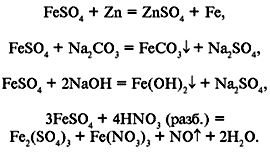 FeSO₄ + Zn = ZnSO₄ + Fe,
FeSO₄ + Na₂CO₃ = FeCO₃↓ + Na₂SO₄,
FeSO₄ + 2NaOH = Fe(OH)₂↓ + Na₂SO₄,
3FeSO₄ + 4HNO₃ (разб.) =
Fe₂(SO₄)₃ + Fe(NO₃)₃ + NO↑ + 2H₂O.